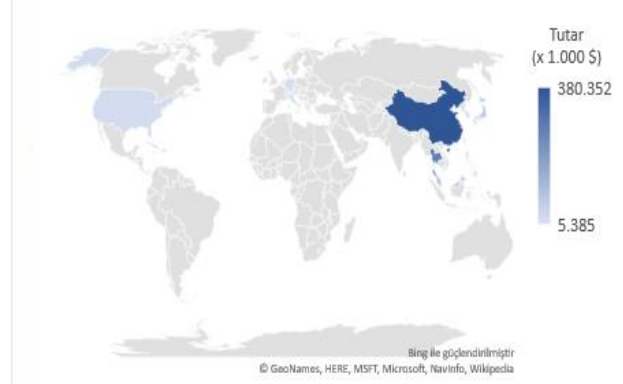 Tutar
(x 1.000 $)
380.352
5.385
Bing ile güçlendirilmiştir
© GeoNames, HERE, MSFT, Microsoft, NavInfo, Wikipedia